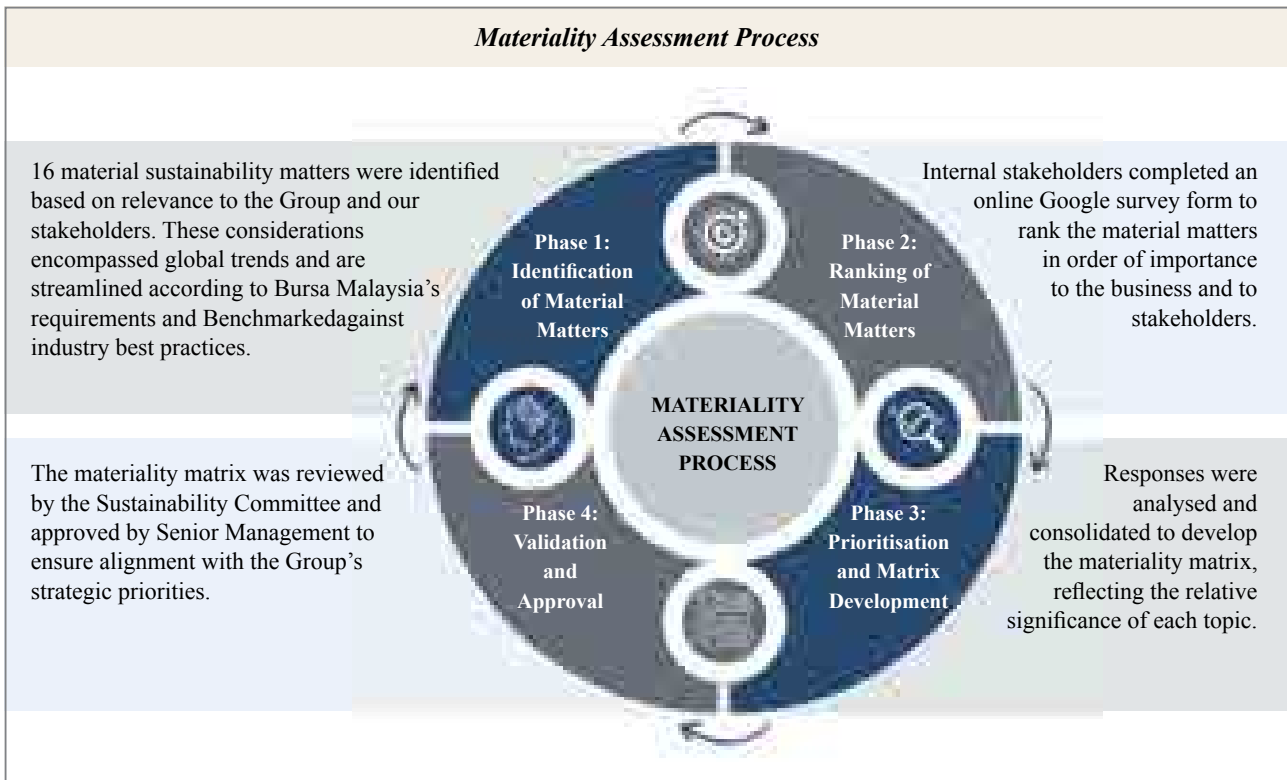 Materiality Assessment Process
16 material sustainability matters were identified
based on relevance to the Group and our
stakeholders. These considerations
encompassed global trends and are
streamlined according to Bursa Malaysia’s
requirements and Benchmarkedagainst
industry best practices.
Phase 1:
Identification
of Material
Matters
Phase 2:
Ranking of
Material
Matters
Internal stakeholders completed an
online Google survey form to
rank the material matters
in order of importance
to the business and to
stakeholders.
MATERIALITY
ASSESSMENT
PROCESS
The materiality matrix was reviewed
by the Sustainability Committee and
approved by Senior Management to
ensure alignment with the Group’s
strategic priorities.
Phase 4:
Validation
and
Approval
Phase 3:
Prioritisation
and Matrix
Development
Responses were
analysed and
consolidated to develop
the materiality matrix,
reflecting the relative
significance of each topic.